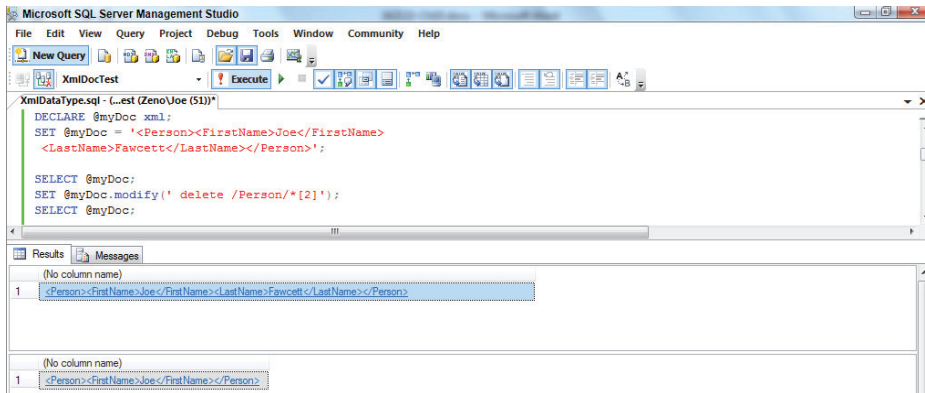 Microsoft SQL Server Management Studio
File Edit View Query Project Debug Tools Window Community Help
New Query
XmlDocTest Execute
XmlDataType.sql - (...est (Zeno\Joe (51))*
DECLARE @myDoc xml;
SET @myDoc = '<Person><FirstName>Joe</FirstName>
<LastName>Fawcett</LastName></Person>';
SELECT @myDoc;
SET @myDoc.modify(' delete /Person/*[2]');
SELECT @myDoc;
Results Messages
(No column name)
1 <Person><FirstName>Joe</FirstName><LastName>Fawcett</LastName></Person>
(No column name)
1 <Person><FirstName>Joe</FirstName></Person>